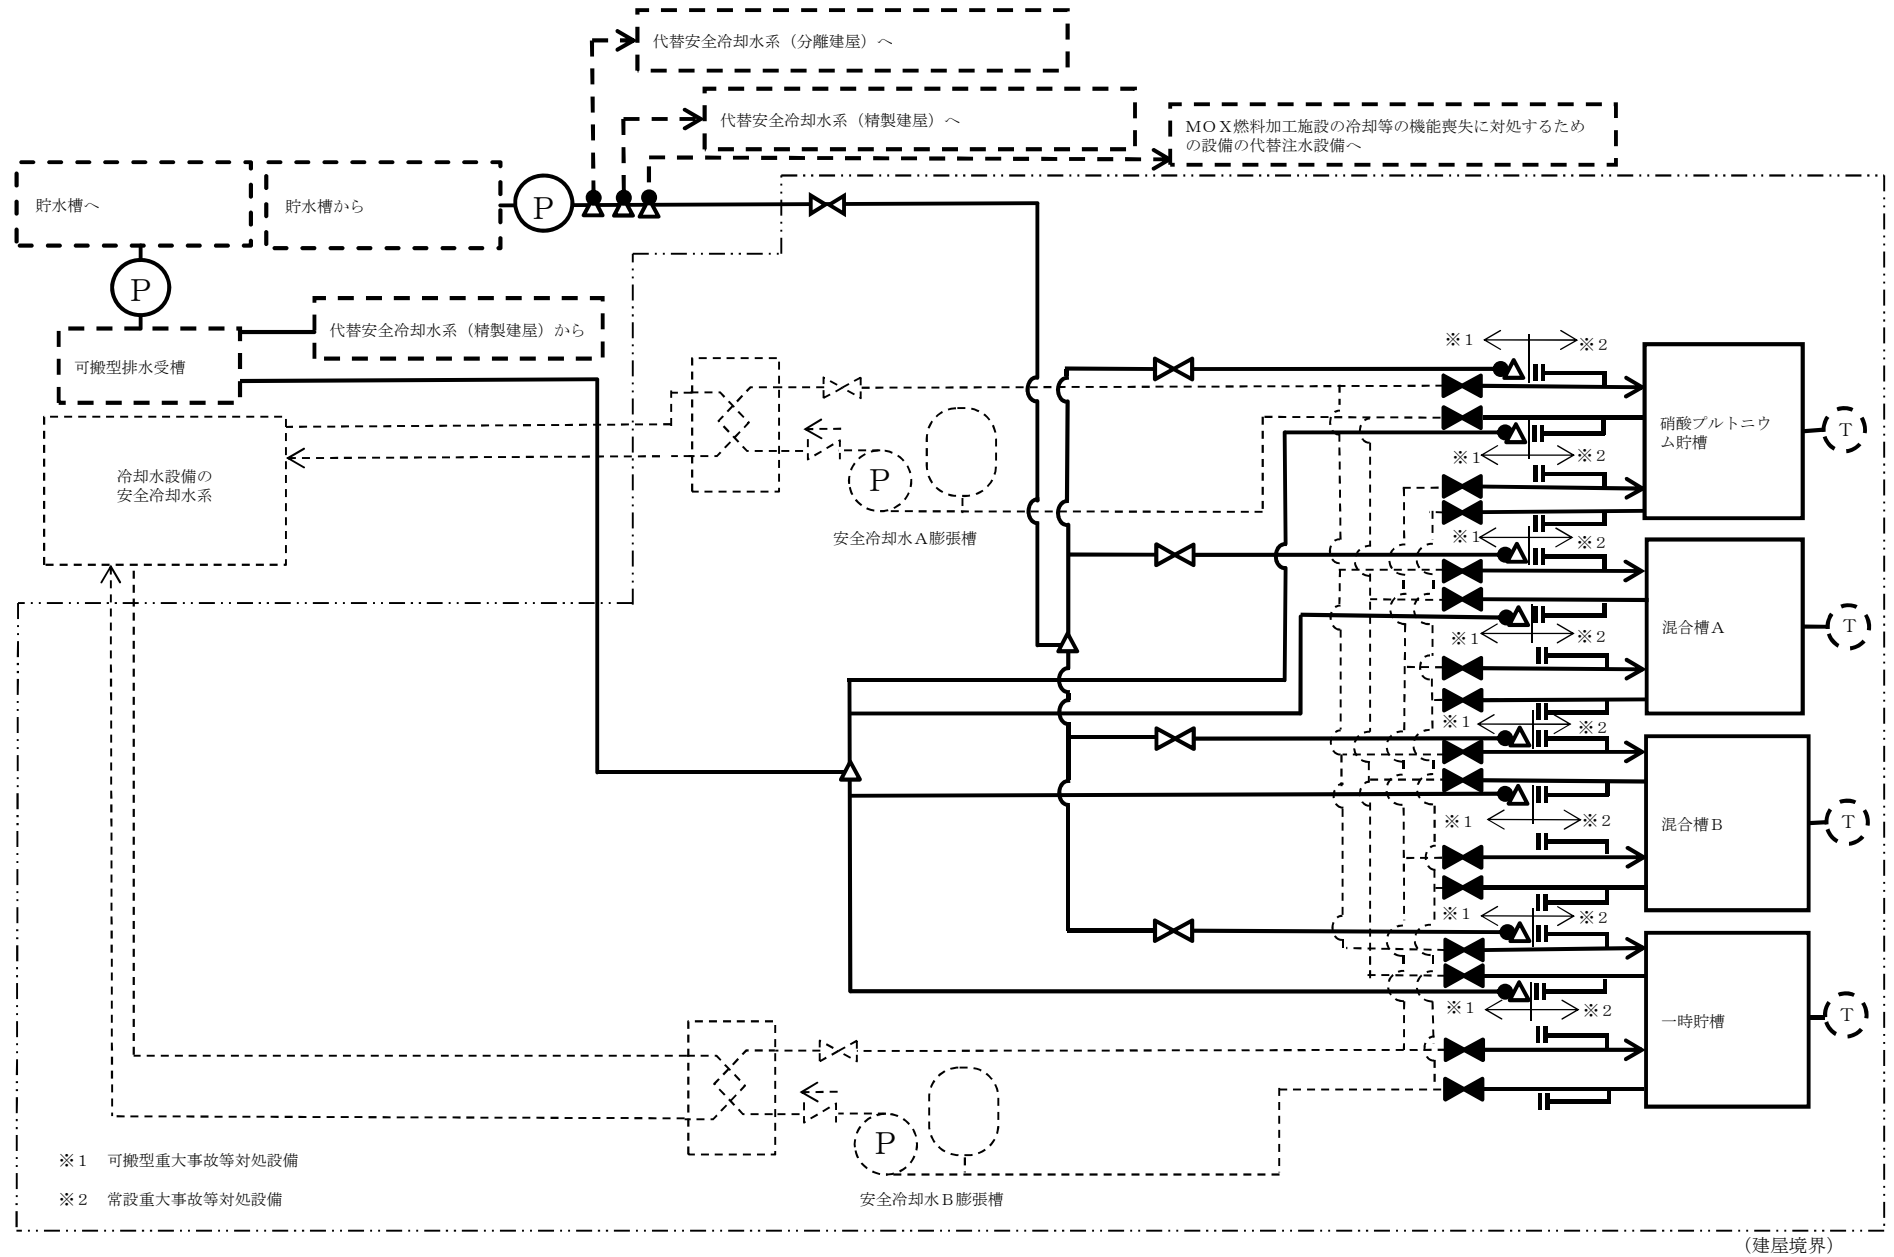 代替安全冷却水系（分離建屋）へ
代替安全冷却水系（精製建屋）へ
ＭＯＸ燃料加工施設の冷却等の機能喪失に対処するため
の設備の代替注水設備へ
貯水槽へ
貯水槽から
Ｐ
Ｐ
代替安全冷却水系（精製建屋）から
可搬型排水受槽
冷却水設備の
安全冷却水系
Ｐ
安全冷却水Ａ膨張槽
※１
※２
硝酸プルトニウ
ム貯槽
Ｔ
※１
※２
※１
※２
混合槽Ａ
Ｔ
※１
※２
※１
※２
混合槽Ｂ
Ｔ
※１
※２
※１
※２
一時貯槽
Ｔ
※１
※２
Ｐ
安全冷却水Ｂ膨張槽
※１　可搬型重大事故等対処設備
※２　常設重大事故等対処設備
（建屋境界）